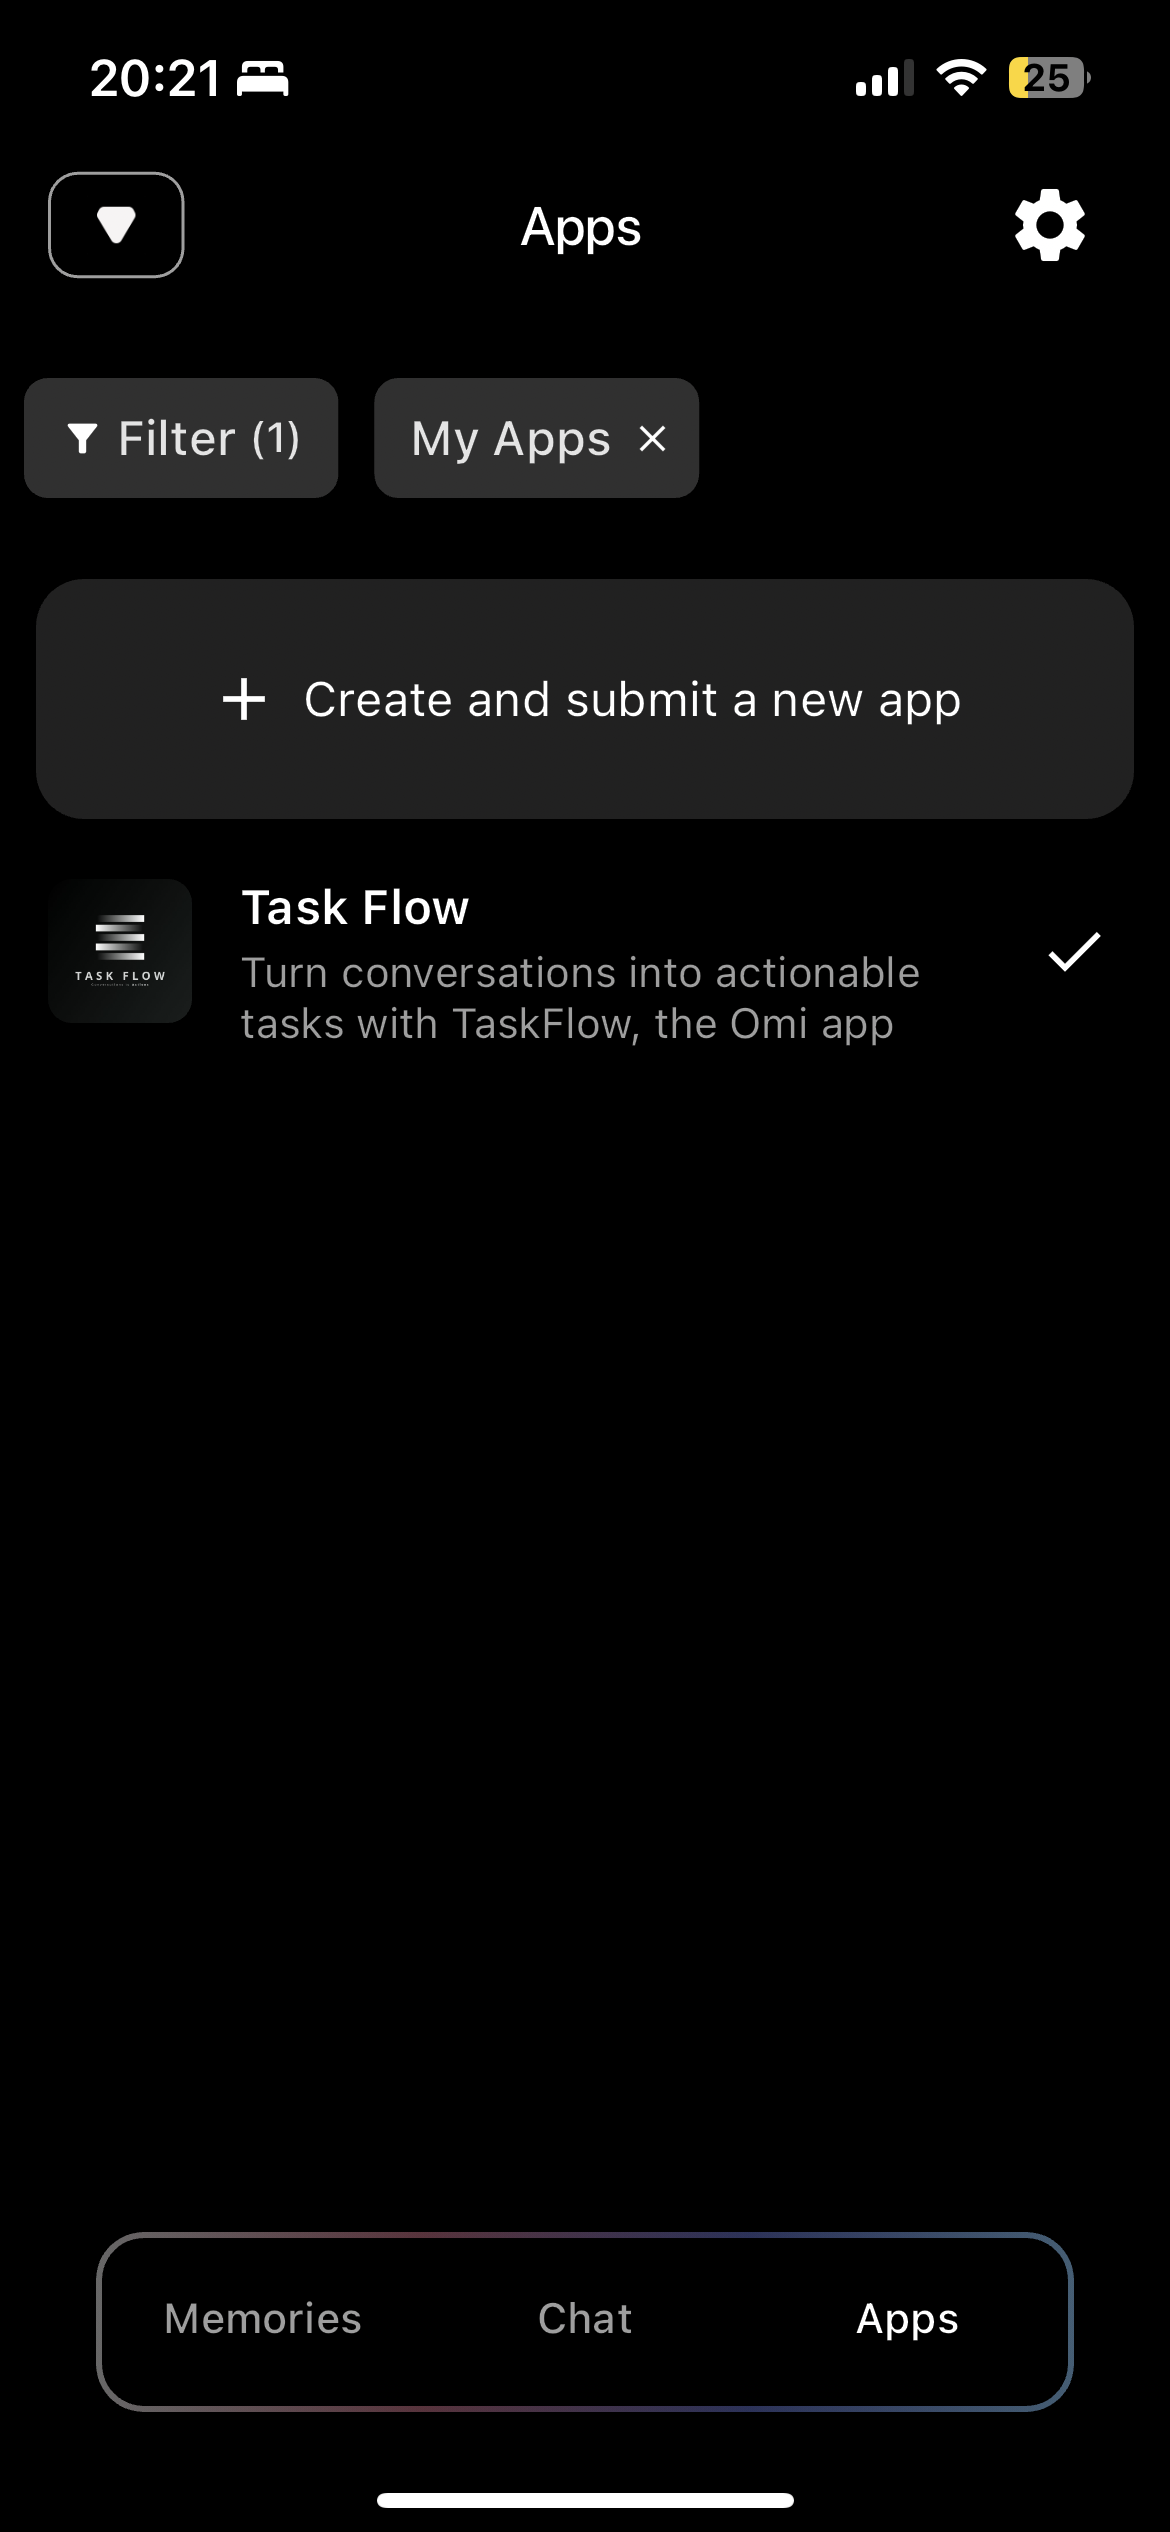 20:21
25
Apps
Filter (1)
My Apps
Create and submit a new app
Task Flow
Turn conversations into actionable
tasks with TaskFlow, the Omi app
TASK FLOW
Memories
Chat
Apps